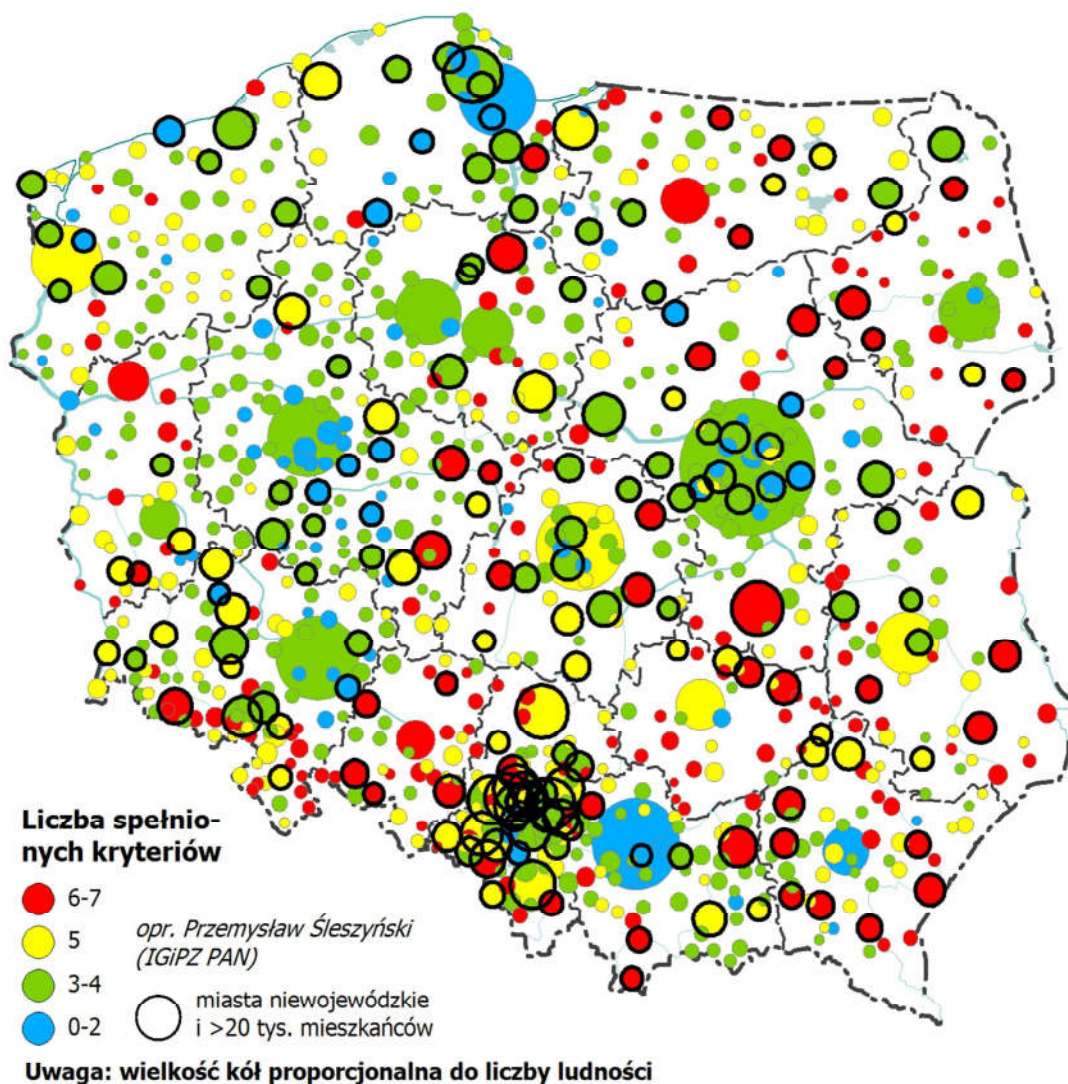 Liczba spełnio-
nych kryteriów
6-7
5
3-4
0-2
opr. Przemysław Śleszyński
(IGiPZ PAN)
miasta niewojewódzkie
i >20 tys. mieszkańców
Uwaga: wielkość kół proporcjonalna do liczby ludności